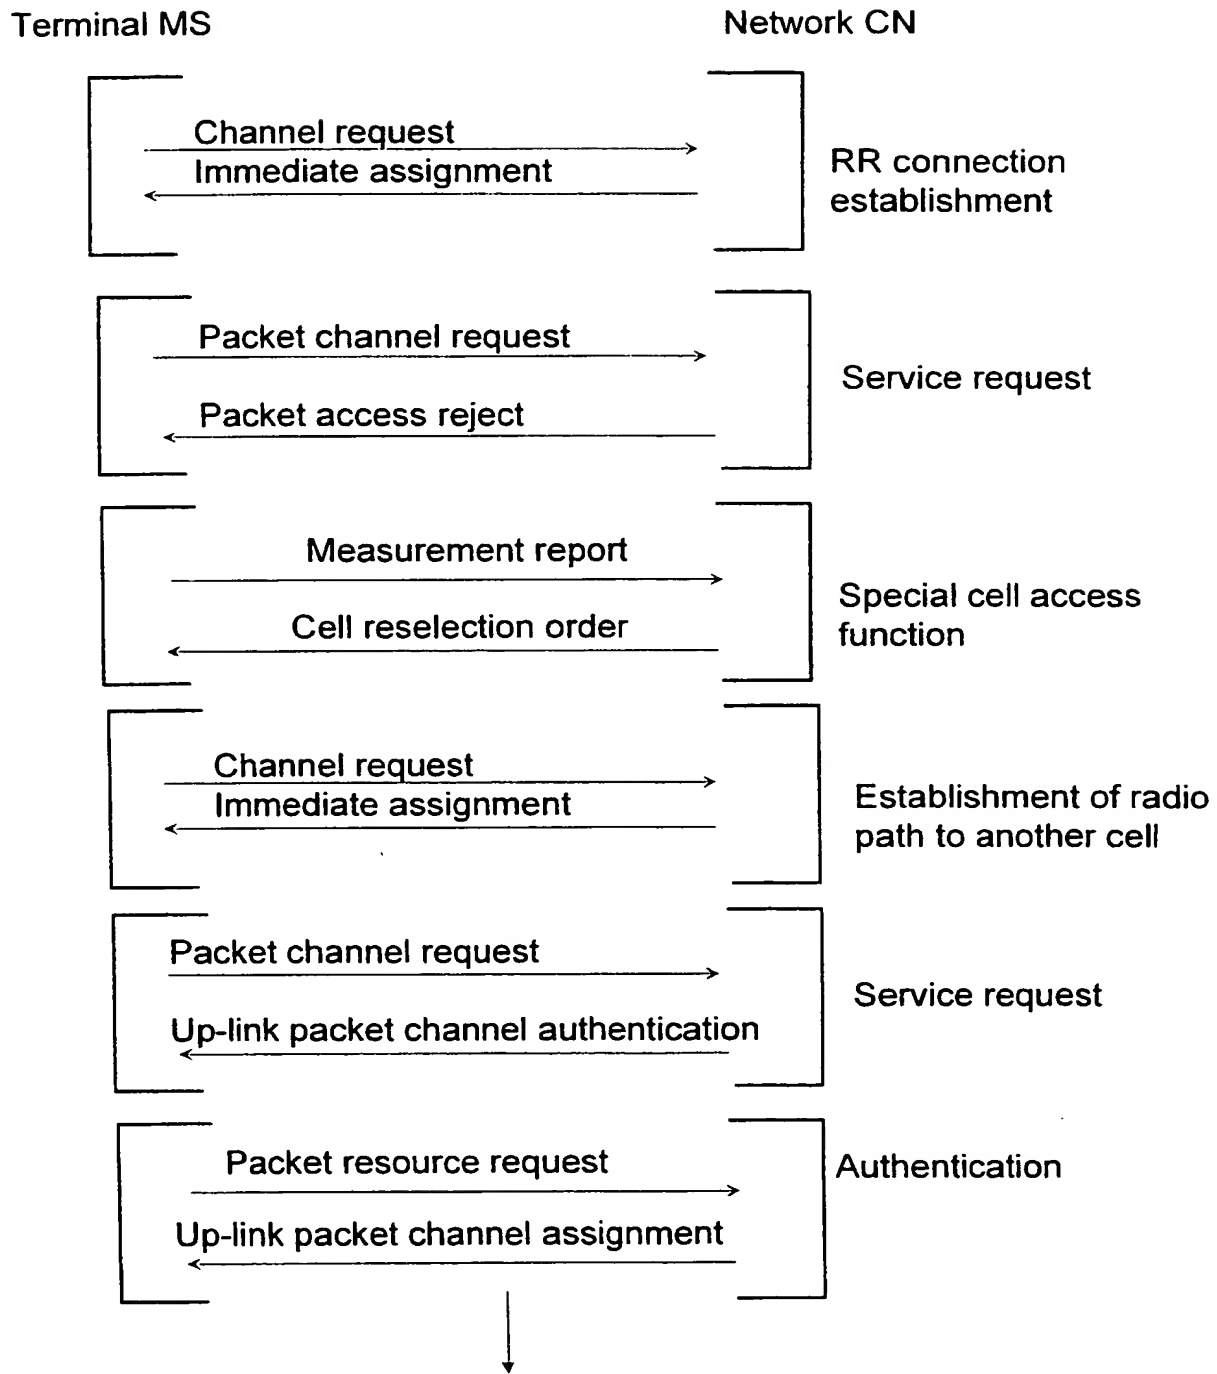 Terminal MS
Network CN
Channel request
Immediate assignment
RR connection
establishment
Packet channel request
Packet access reject
Service request
Measurement report
Cell reselection order
Special cell access
function
Channel request
Immediate assignment
Establishment of radio
path to another cell
Packet channel request
Up-link packet channel authentication
Service request
Packet resource request
Up-link packet channel assignment
Authentication